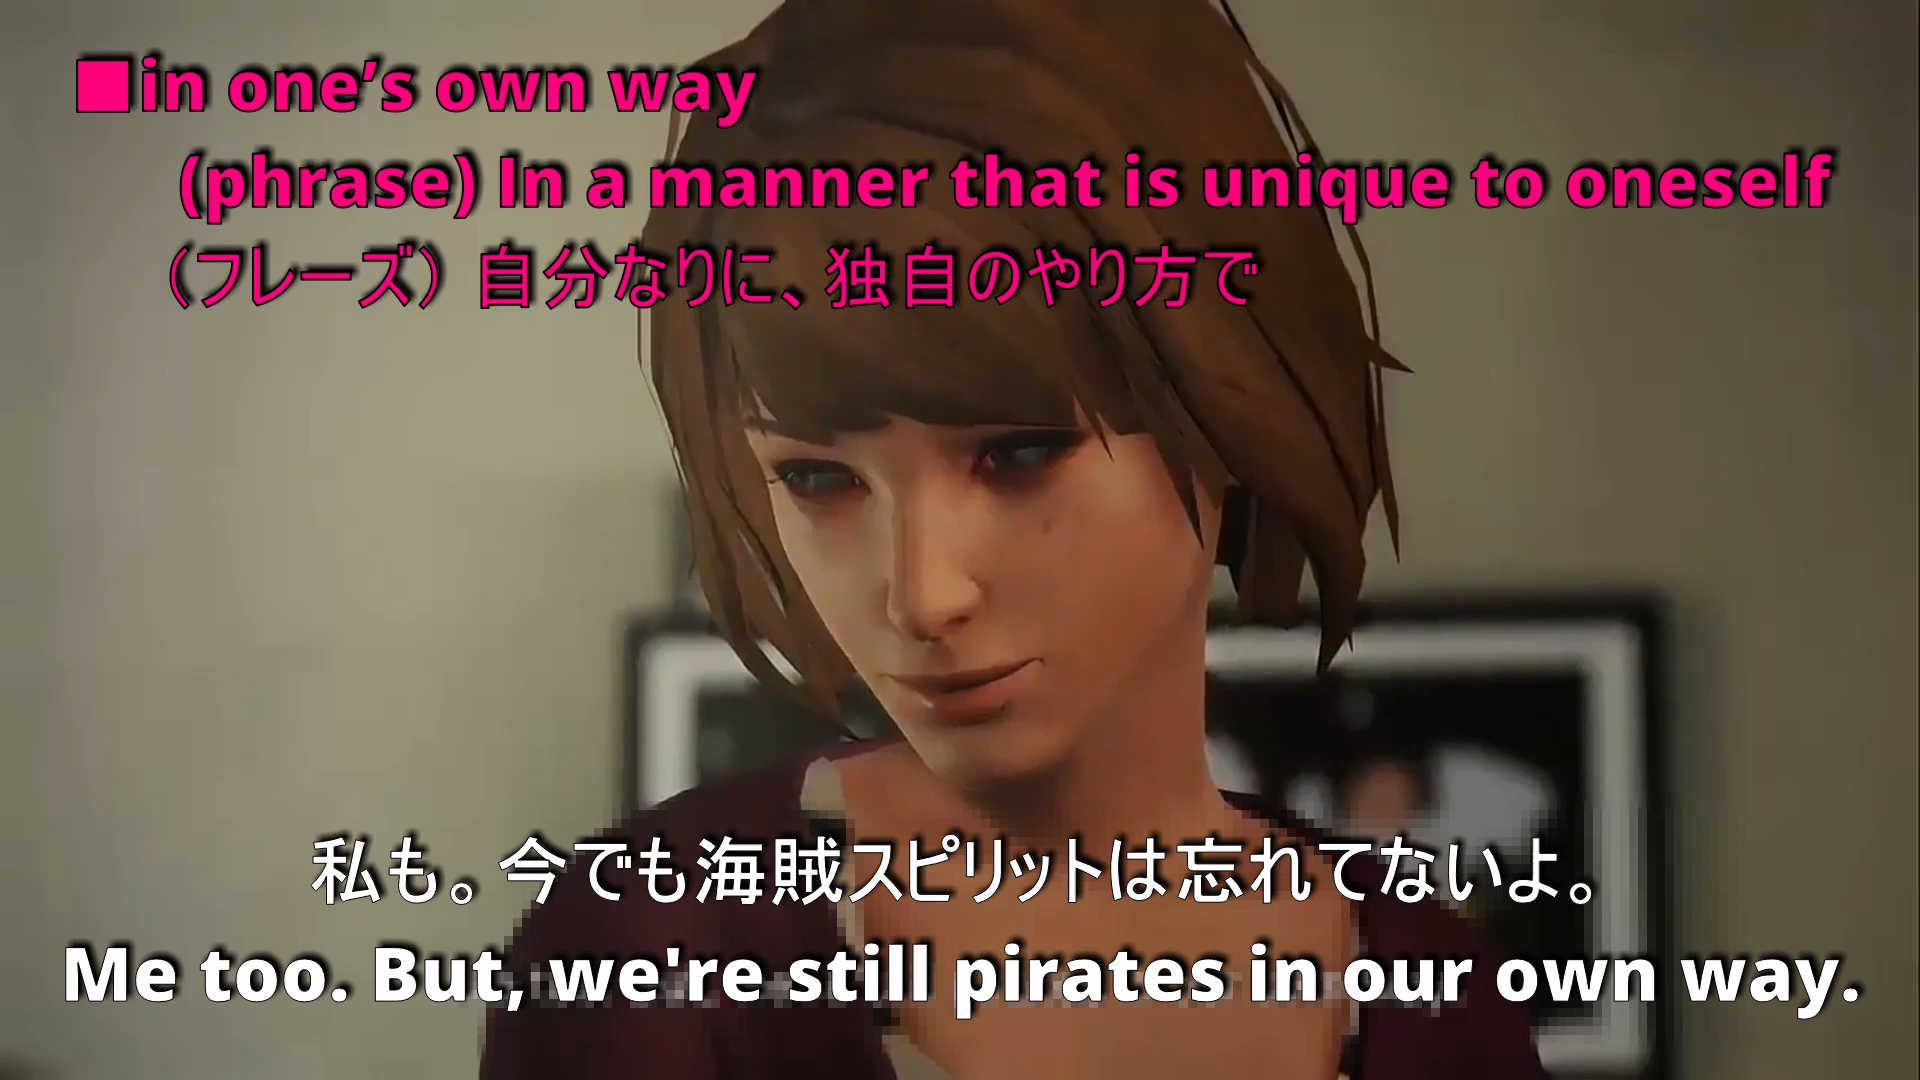 ■in one’s own way
(phrase) In a manner that is unique to oneself
（フレーズ）自分なりに、独自のやり方で
私も。今でも海賊スピリットは忘れてないよ。
Me too. But, we're still pirates in our own way.